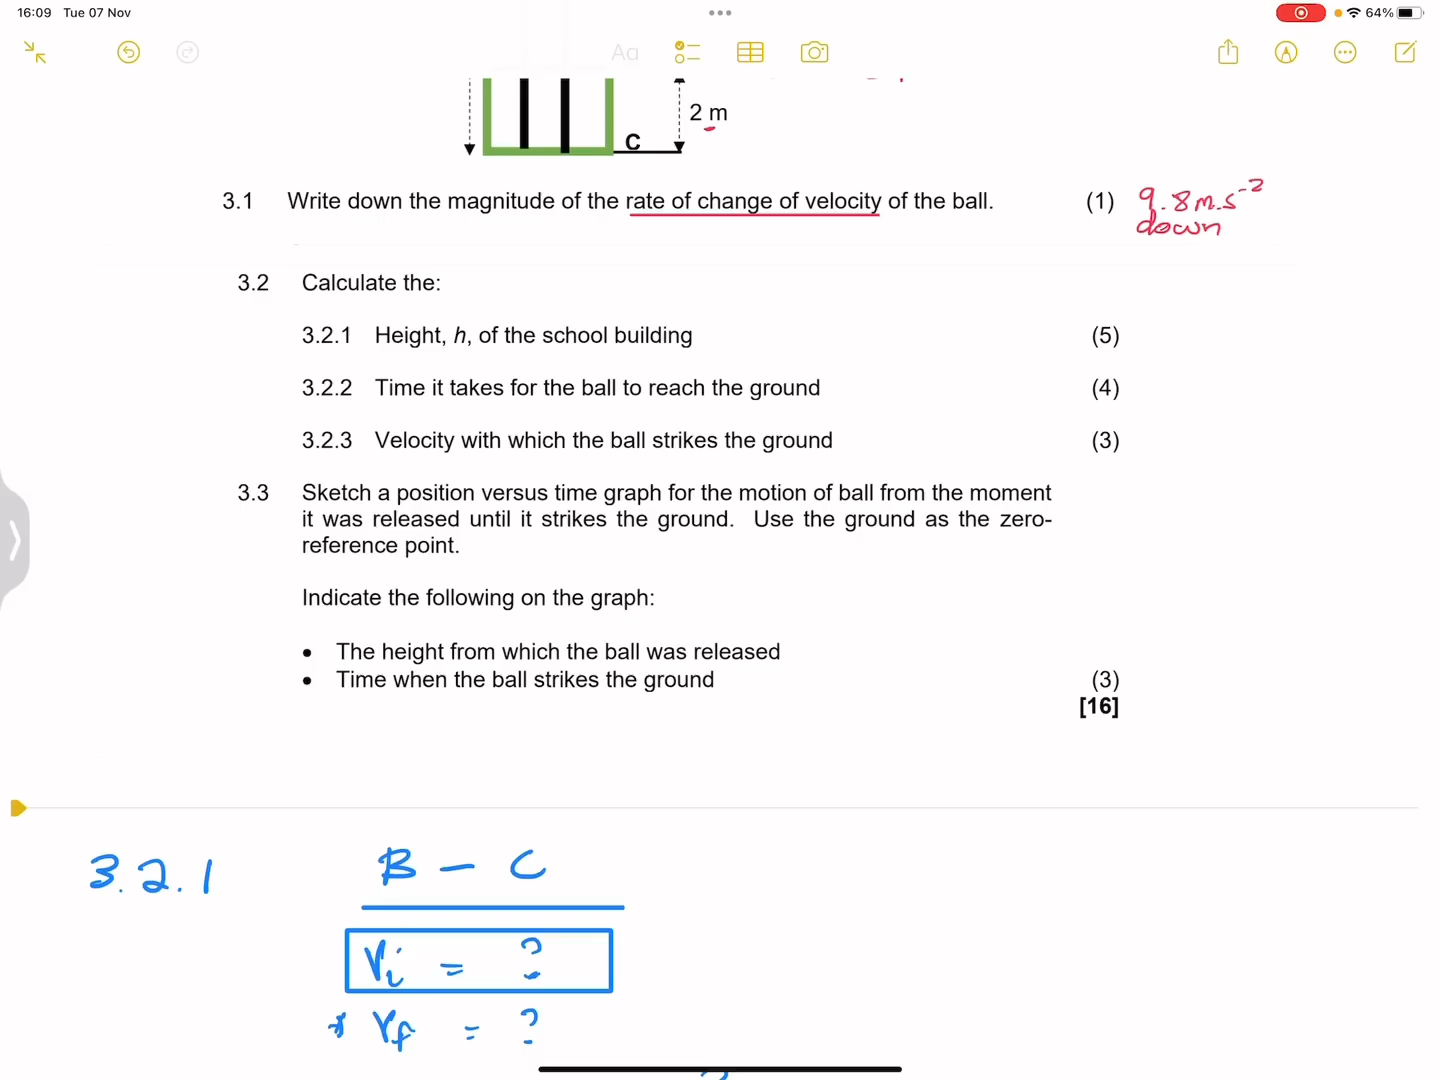 16:09 Tue 07 Nov
64%
Aa
2 m
C
3.1 Write down the magnitude of the rate of change of velocity of the ball. (1) 9.8 m.s⁻²
down
3.2 Calculate the:
3.2.1 Height, h, of the school building (5)
3.2.2 Time it takes for the ball to reach the ground (4)
3.2.3 Velocity with which the ball strikes the ground (3)
3.3 Sketch a position versus time graph for the motion of ball from the moment
it was released until it strikes the ground. Use the ground as the zero-
reference point.
Indicate the following on the graph:
• The height from which the ball was released
• Time when the ball strikes the ground (3)
[16]
3.2.1 B - C
Vi = ?
* Vf = ?